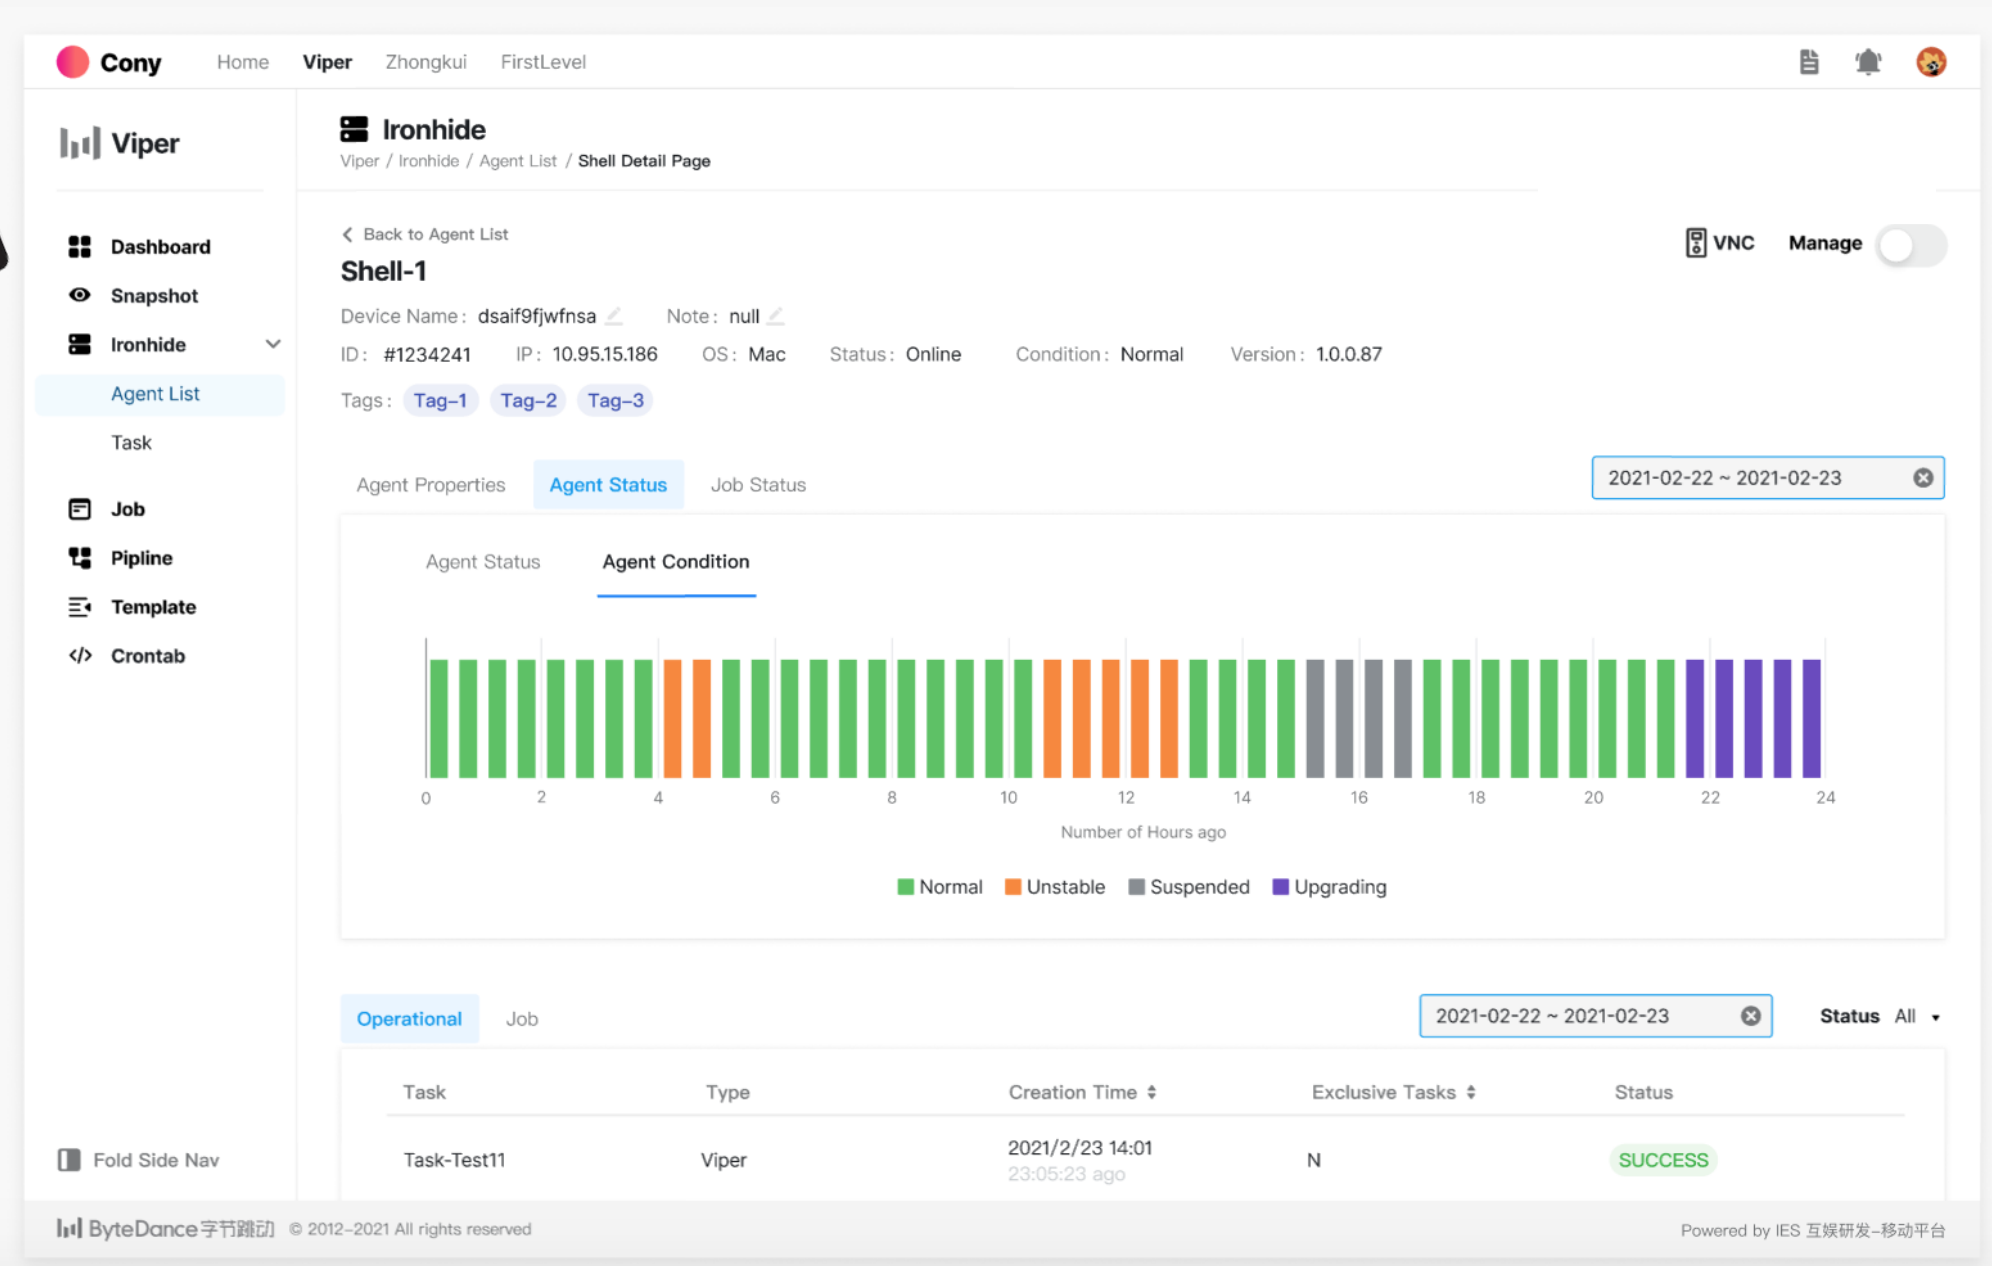 Cony Home Viper Zhongkui FirstLevel
Viper
Dashboard
Snapshot
Ironhide
Agent List
Task
Job
Pipline
Template
Crontab
Fold Side Nav
Ironhide
Viper / Ironhide / Agent List / Shell Detail Page
Back to Agent List
VNC Manage
Shell-1
Device Name : dsaif9fjwfnsa Note : null
ID : #1234241 IP : 10.95.15.186 OS : Mac Status : Online Condition : Normal Version : 1.0.0.87
Tags : Tag-1 Tag-2 Tag-3
Agent Properties Agent Status Job Status 2021-02-22 ~ 2021-02-23
Agent Status Agent Condition
0 2 4 6 8 10 12 14 16 18 20 22 24
Number of Hours ago
Normal Unstable Suspended Upgrading
Operational Job 2021-02-22 ~ 2021-02-23 Status All
Task Type Creation Time Exclusive Tasks Status
Task-Test11 Viper 2021/2/23 14:01 N SUCCESS
23:05:23 ago
ByteDance字节跳动 © 2012-2021 All rights reserved
Powered by IES 互娱研发-移动平台